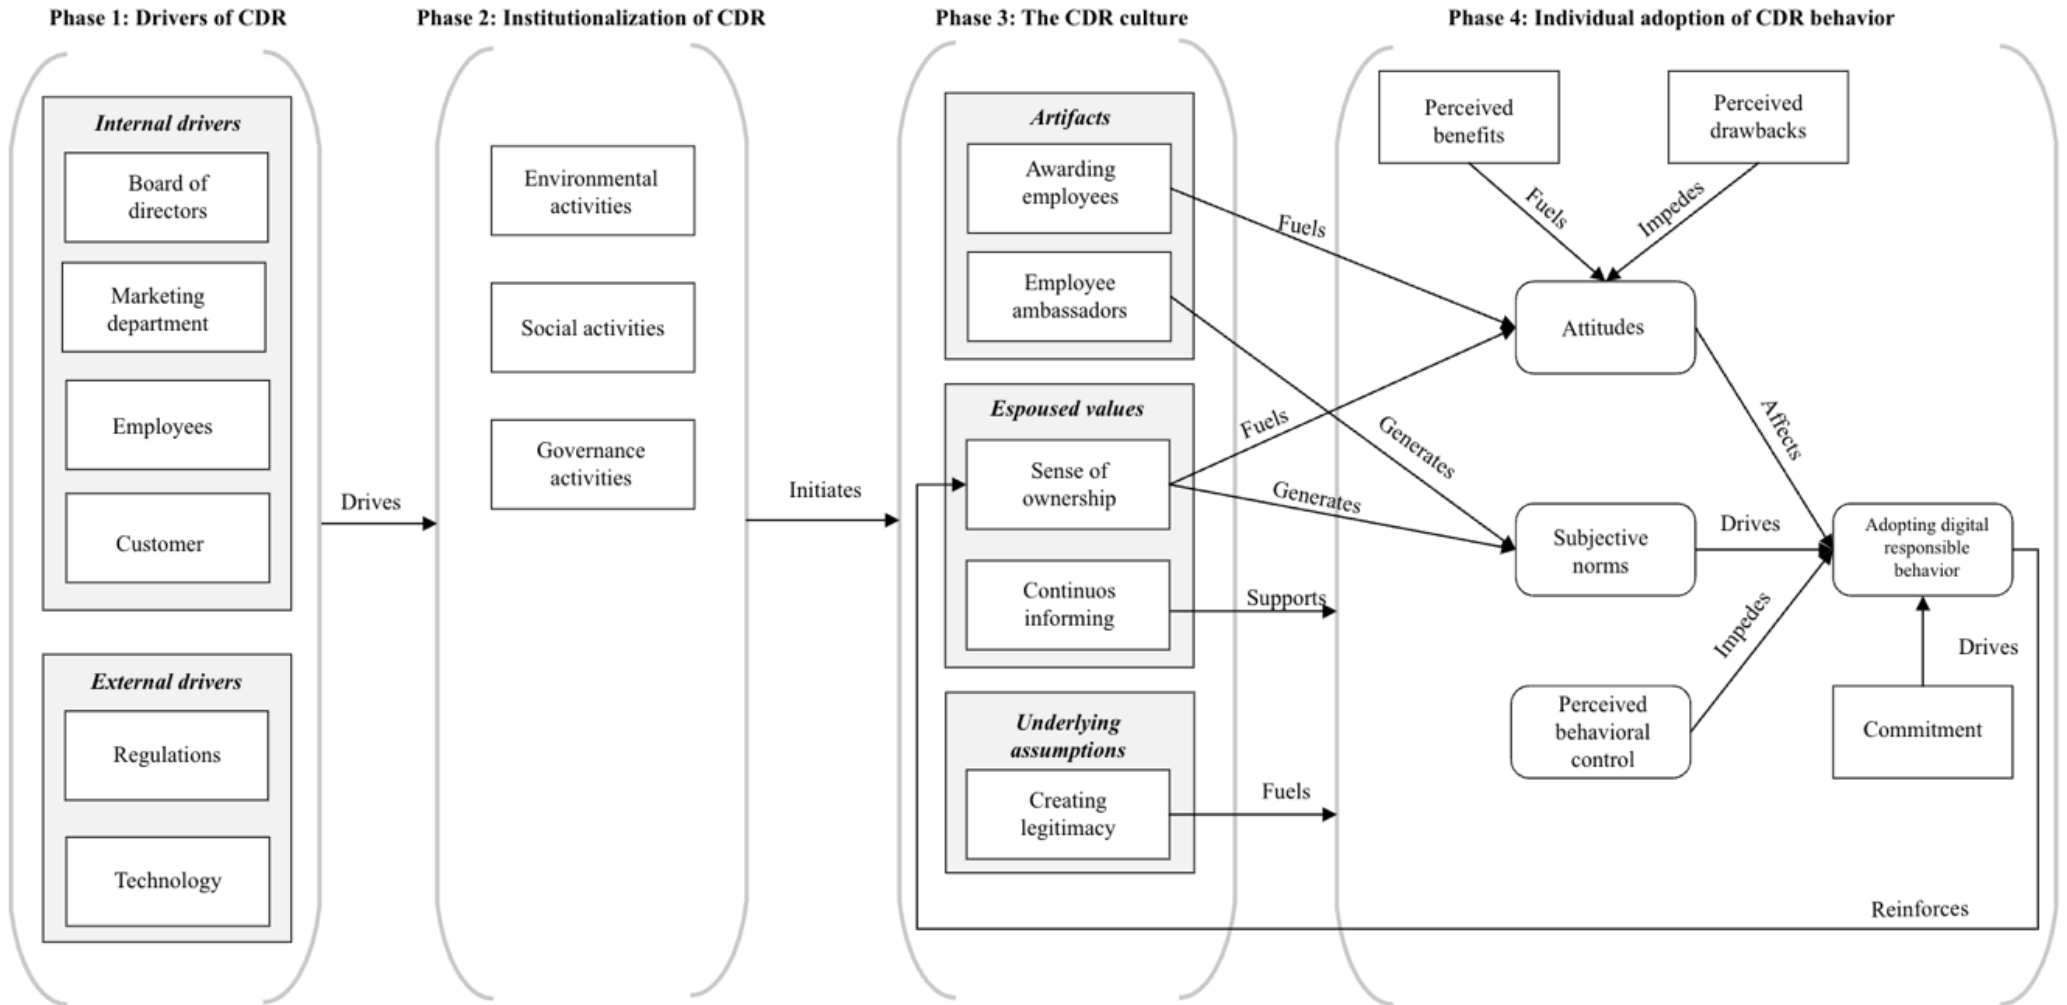 Phase 1: Drivers of CDR
Internal drivers
Board of
directors
Marketing
department
Employees
Customer
External drivers
Regulations
Technology
Drives
Phase 2: Institutionalization of CDR
Environmental
activities
Social activities
Governance
activities
Initiates
Phase 3: The CDR culture
Artifacts
Awarding
employees
Employee
ambassadors
Espoused values
Sense of
ownership
Continuos
informing
Underlying
assumptions
Creating
legitimacy
Fuels
Fuels
Generates
Generates
Supports
Fuels
Phase 4: Individual adoption of CDR behavior
Perceived
benefits
Perceived
drawbacks
Fuels
Impedes
Attitudes
Affects
Subjective
norms
Drives
Adopting digital
responsible
behavior
Impedes
Perceived
behavioral
control
Drives
Commitment
Reinforces